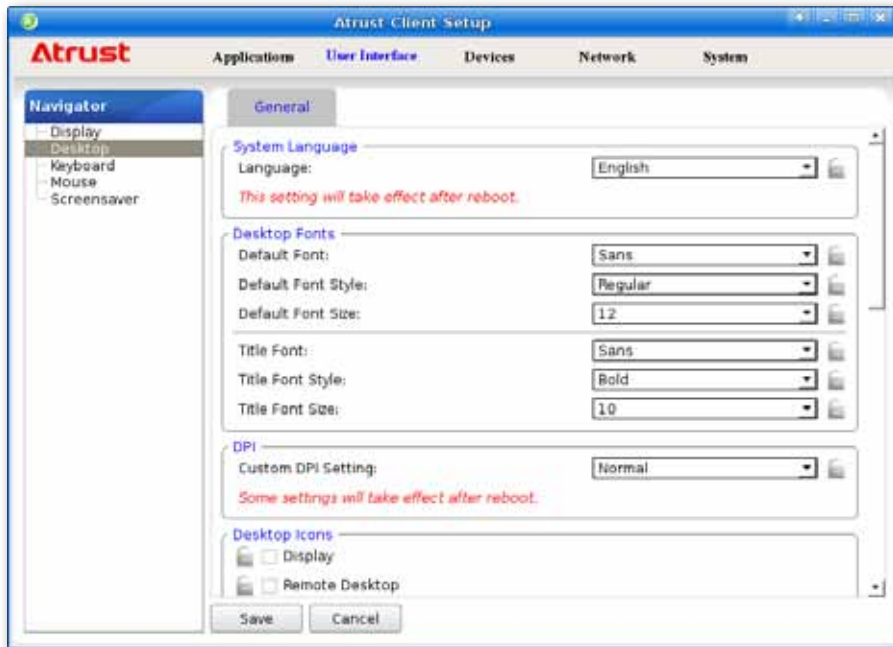 Atrust Client Setup
Atrust
Applications User Interface Devices Network System
Navigator
Display
Desktop
Keyboard
Mouse
Screensaver
General
System Language
Language: English
This setting will take effect after reboot.
Desktop Fonts
Default Font: Sans
Default Font Style: Regular
Default Font Size: 12
Title Font: Sans
Title Font Style: Bold
Title Font Size: 10
DPI
Custom DPI Setting: Normal
Some settings will take effect after reboot.
Desktop Icons
Display
Remote Desktop
Save Cancel